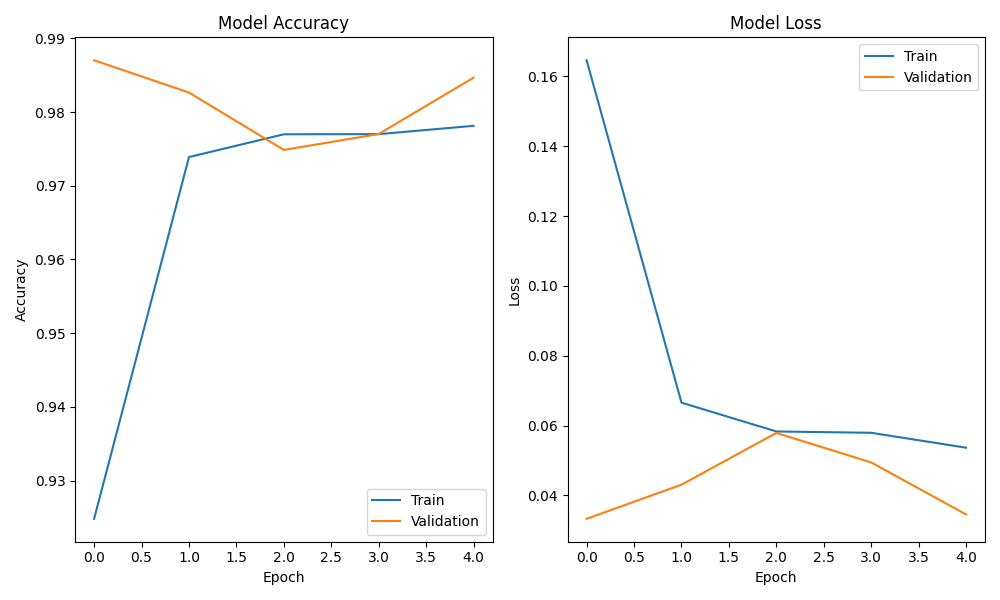 Model Accuracy
0.99
0.98
0.97
0.96
0.95
0.94
0.93
Accuracy
0.0 0.5 1.0 1.5 2.0 2.5 3.0 3.5 4.0
Epoch
Train
Validation
Model Loss
0.16
0.14
0.12
0.10
0.08
0.06
0.04
Loss
0.0 0.5 1.0 1.5 2.0 2.5 3.0 3.5 4.0
Epoch
Train
Validation